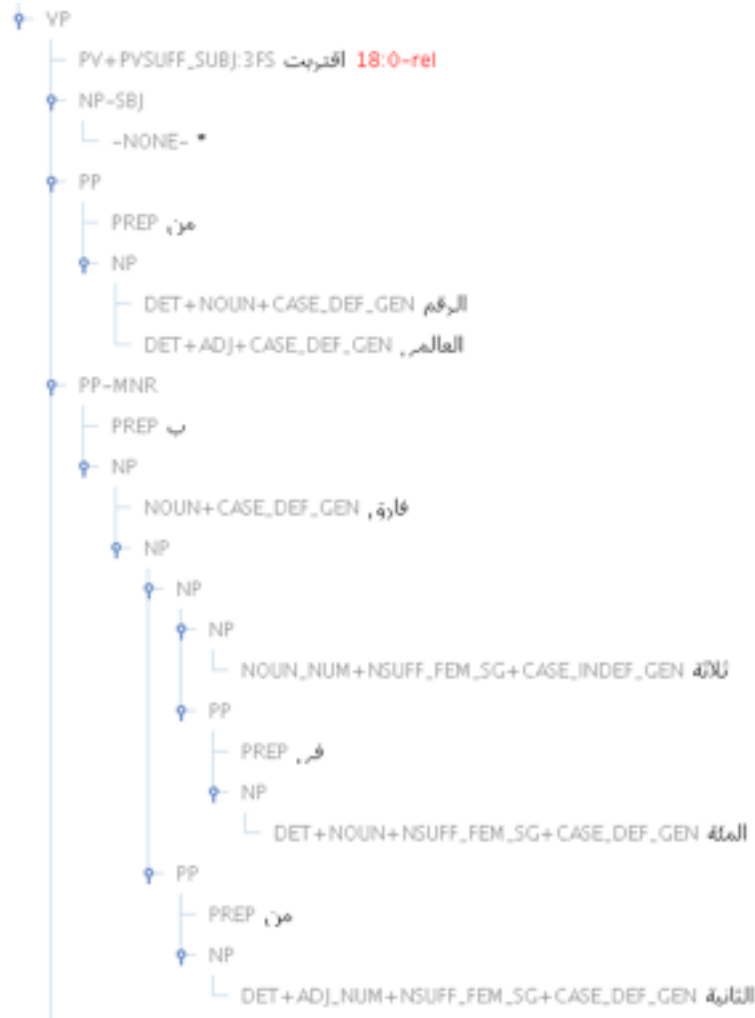 VP
PV+PVSUFF_SUBJ:3FS اقتربت 18:0-rel
NP-SBJ
-NONE- *
PP
PREP من
NP
DET+NOUN+CASE_DEF_GEN الرقم
DET+ADJ+CASE_DEF_GEN العالمي
PP-MNR
PREP ب
NP
NOUN+CASE_DEF_GEN فارق
NP
NP
NP
NOUN_NUM+NSUFF_FEM_SG+CASE_INDEF_GEN ثلاثة
PP
PREP في
NP
DET+NOUN+NSUFF_FEM_SG+CASE_DEF_GEN المئة
PP
PREP من
NP
DET+ADJ_NUM+NSUFF_FEM_SG+CASE_DEF_GEN الثانية